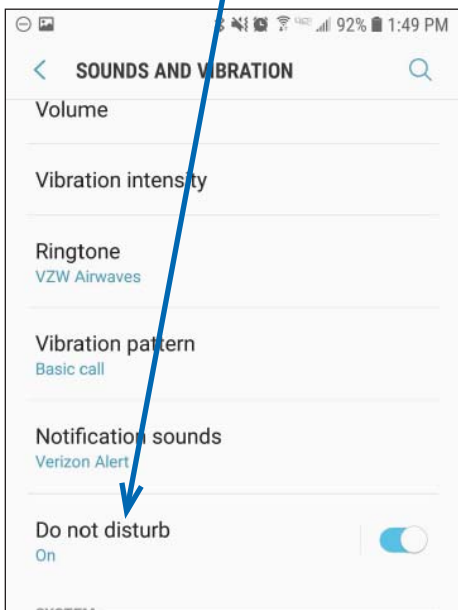 92% 1:49 PM
SOUNDS AND VIBRATION
Volume
Vibration intensity
Ringtone
VZW Airwaves
Vibration pattern
Basic call
Notification sounds
Verizon Alert
Do not disturb
On